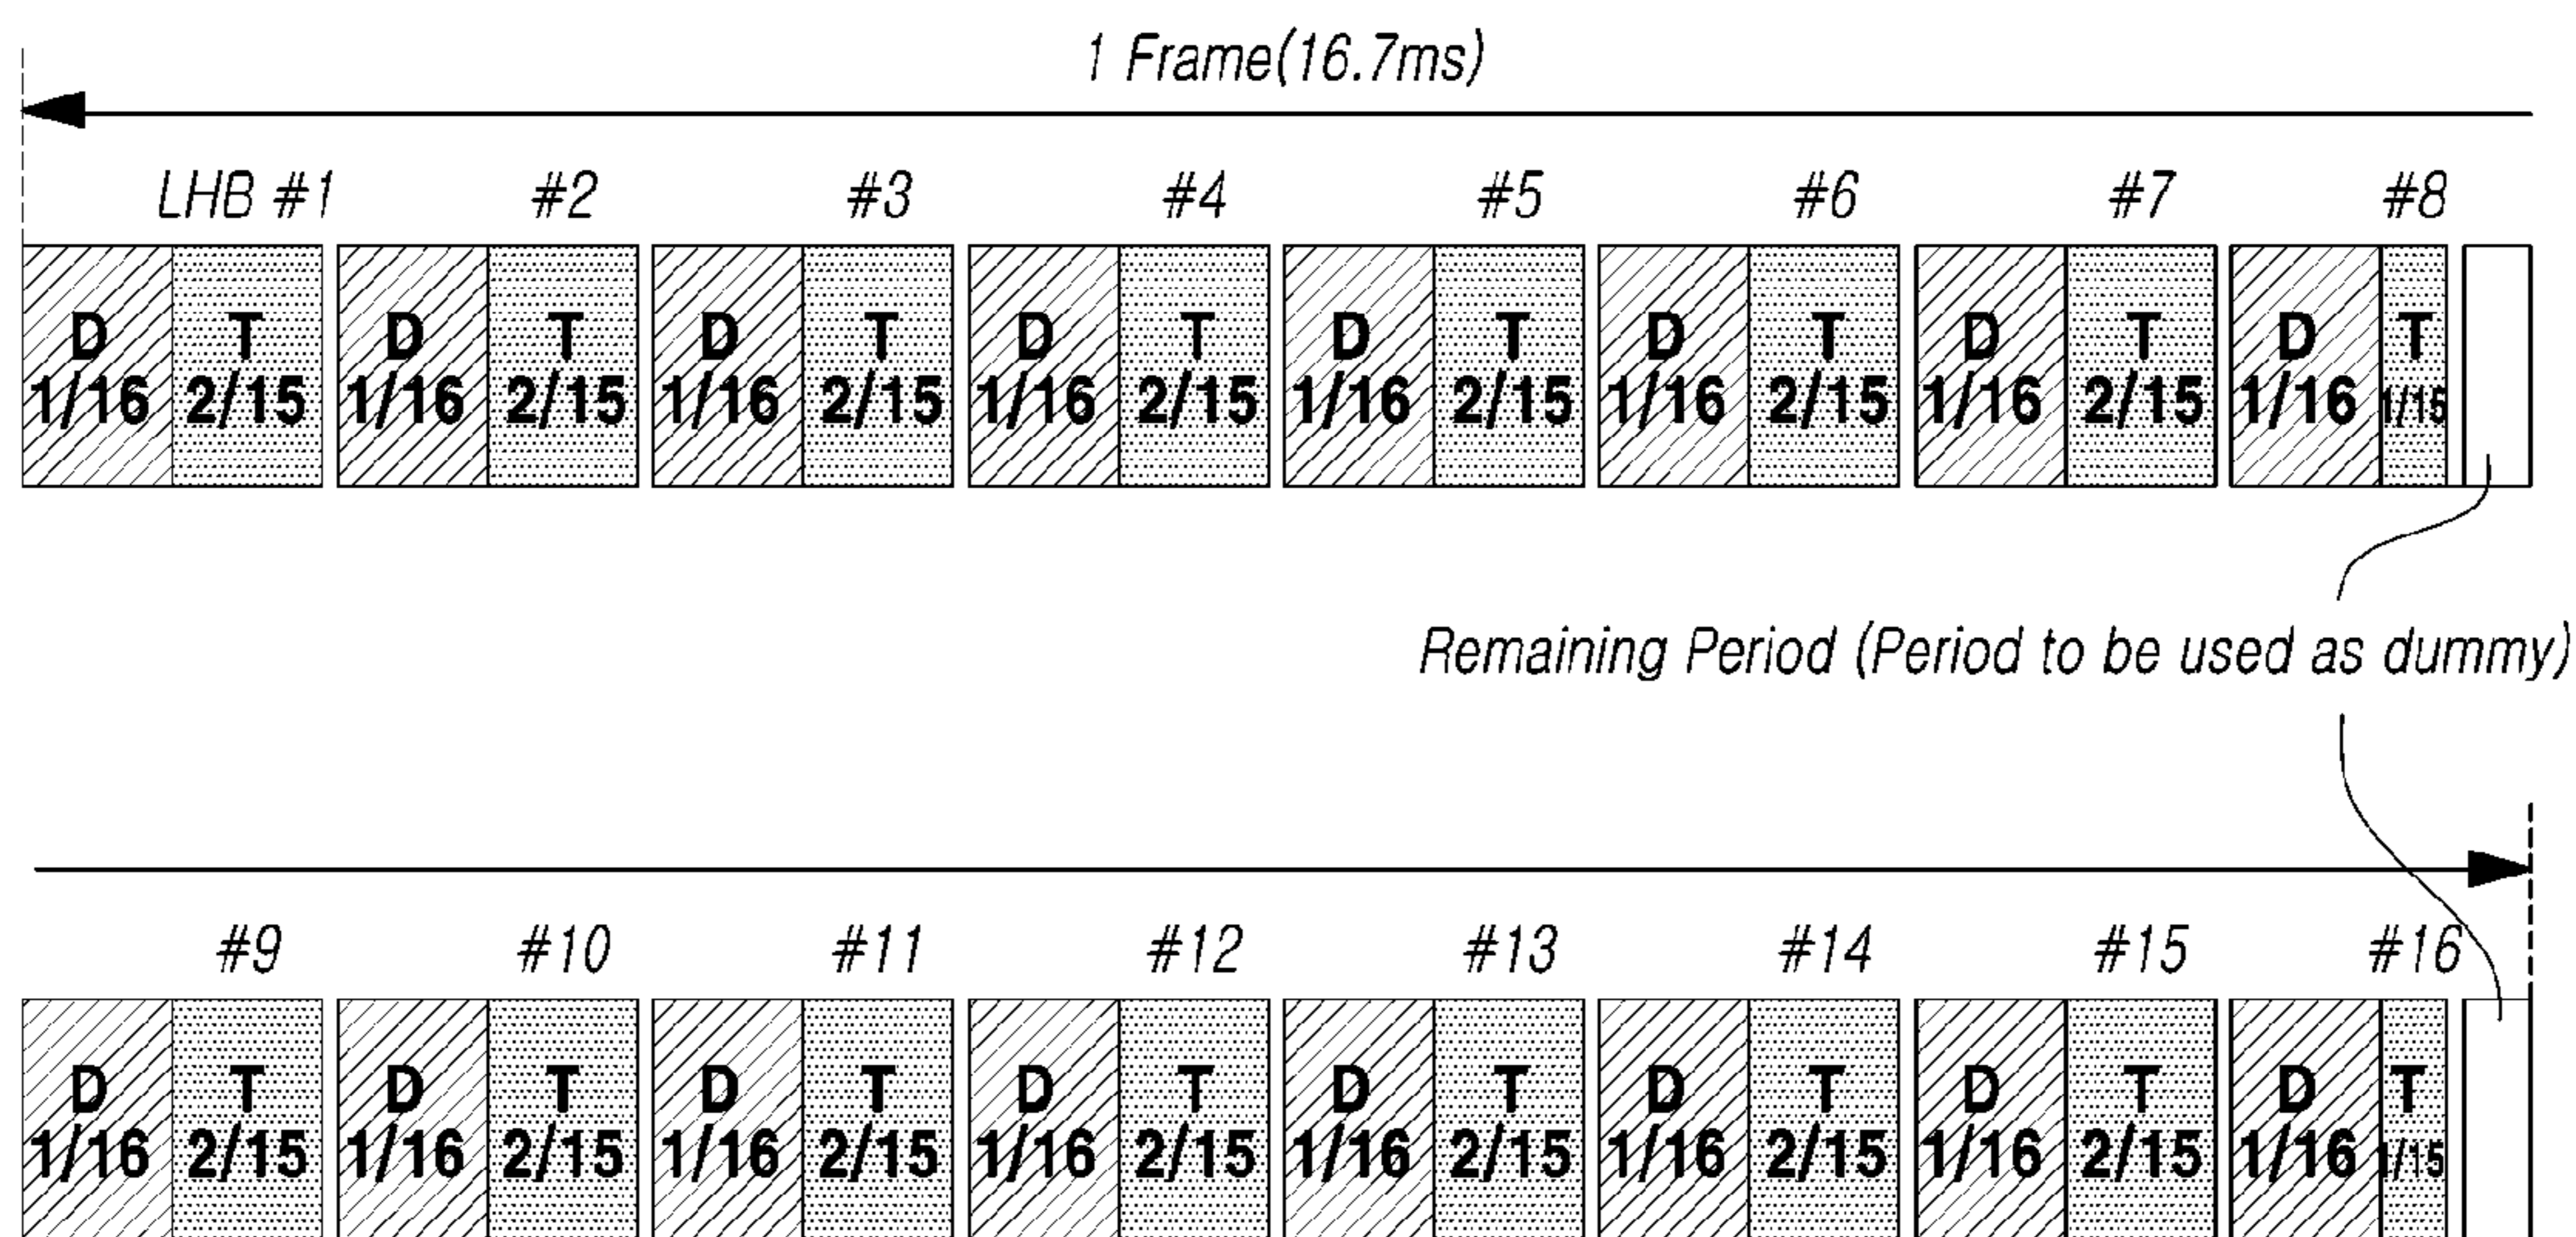 1 Frame(16.7ms)
LHB #1 #2 #3 #4 #5 #6 #7 #8
D T D T D T D T D T D T D T D T
1/16 2/15 1/16 2/15 1/16 2/15 1/16 2/15 1/16 2/15 1/16 2/15 1/16 2/15 1/16 1/15
Remaining Period (Period to be used as dummy)
#9 #10 #11 #12 #13 #14 #15 #16
D T D T D T D T D T D T D T D T
1/16 2/15 1/16 2/15 1/16 2/15 1/16 2/15 1/16 2/15 1/16 2/15 1/16 2/15 1/16 1/15